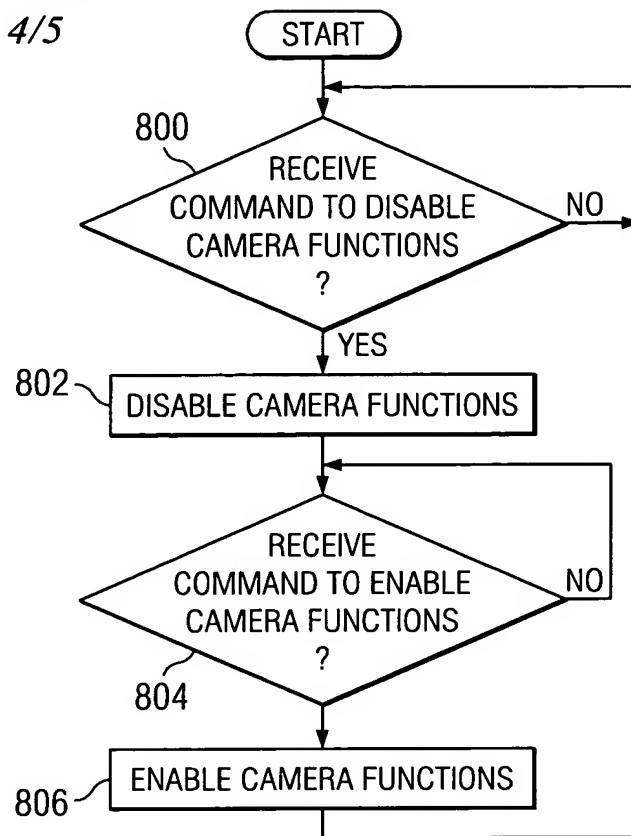 4/5
START
800
RECEIVE
COMMAND TO DISABLE
CAMERA FUNCTIONS
?
NO
YES
802
DISABLE CAMERA FUNCTIONS
RECEIVE
COMMAND TO ENABLE
CAMERA FUNCTIONS
?
NO
804
ENABLE CAMERA FUNCTIONS
806